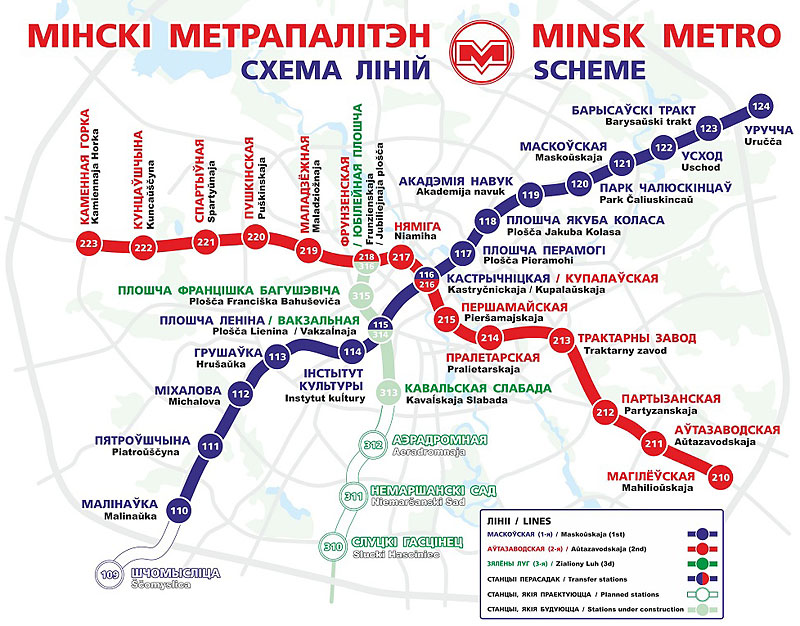 МІНСКІ МЕТРАПАЛІТЭН
СХЕМА ЛІНІЙ
М
MINSK METRO
SCHEME
КАМЕННАЯ ГОРКА
Kamiennaja Horka
КУНЦАЎШЧЫНА
Kuncaŭščyna
СПАРТЫЎНАЯ
Spartyŭnaja
ПУШКІНСКАЯ
Puškinskaja
МАЛАДЗЁЖНАЯ
Maladziožnaja
ФРУНЗЕНСКАЯ
/ ЮБІЛЕЙНАЯ ПЛОШЧА
Frunzienskaja
/ Jubiliejnaja plošča
НЯМІГА
Niamiha
223
222
221
220
219
218
316
217
БАРЫСАЎСКІ ТРАКТ
Barysaŭski trakt
124
УРУЧЧА
Uručča
123
МАСКОЎСКАЯ
Maskoŭskaja
122
УСХОД
Uschod
121
АКАДЭМІЯ НАВУК
Akademija navuk
120
ПАРК ЧАЛЮСКІНЦАЎ
Park Čaliuskincaŭ
119
118
ПЛОШЧА ЯКУБА КОЛАСА
Plošča Jakuba Kolasa
117
ПЛОШЧА ПЕРАМОГІ
Plošča Pieramohi
116
216
КАСТРЫЧНІЦКАЯ / КУПАЛАЎСКАЯ
Kastryčnickaja / Kupalaŭskaja
ПЛОШЧА ФРАНЦІШКА БАГУШЭВІЧА
Plošča Franciška Bahuševiča
315
ПЛОШЧА ЛЕНІНА / ВАКЗАЛЬНАЯ
Plošča Lienina / Vakzaĺnaja
115
314
215
ПЕРШАМАЙСКАЯ
Pieršamajskaja
214
ПРАЛЕТАРСКАЯ
Pralietarskaja
213
ТРАКТАРНЫ ЗАВОД
Traktarny zavod
ГРУШАЎКА
Hrušaŭka
113
114
ІНСТЫТУТ
КУЛЬТУРЫ
Instytut kuĺtury
МІХАЛОВА
Michalova
112
313
КАВАЛЬСКАЯ СЛАБАДА
Kavaĺskaja Slabada
ПЯТРОЎШЧЫНА
Piatroŭščyna
111
312
АЭРАДРОМНАЯ
Aeradromnaja
212
ПАРТЫЗАНСКАЯ
Partyzanskaja
211
АЎТАЗАВОДСКАЯ
Aŭtazavodskaja
МАГІЛЁЎСКАЯ
Mahilioŭskaja
210
МАЛІНАЎКА
Malinaŭka
110
311
НЕМАРШАНСКІ САД
Niemaršanski Sad
310
СЛУЦКІ ГАСЦІНЕЦ
Slucki Hasciniec
109
ШЧОМЫСЛІЦА
Ščomyslica
ЛІНІІ / LINES
МАСКОЎСКАЯ (1-я) / Maskoŭskaja (1st)
АЎТАЗАВОДСКАЯ (2-я) / Aŭtazavodskaja (2nd)
ЗЯЛЁНЫ ЛУГ (3-я) / Zialiony Luh (3d)
СТАНЦЫІ ПЕРАСАДАК / Transfer stations
СТАНЦЫІ, ЯКІЯ ПРАЕКТУЮЦЦА / Planned stations
СТАНЦЫІ, ЯКІЯ БУДУЮЦЦА / Stations under construction